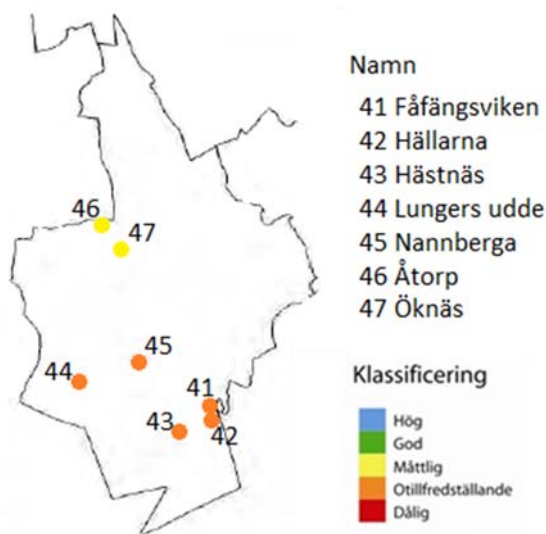 Namn
41 Fåfängsviken
42 Hällarna
43 Hästnäs
44 Lungers udde
45 Nannberga
46 Åtorp
47 Öknäs
46
47
45
44
41
43
42
Klassificering
Hög
God
Måttlig
Otillfredställande
Dålig